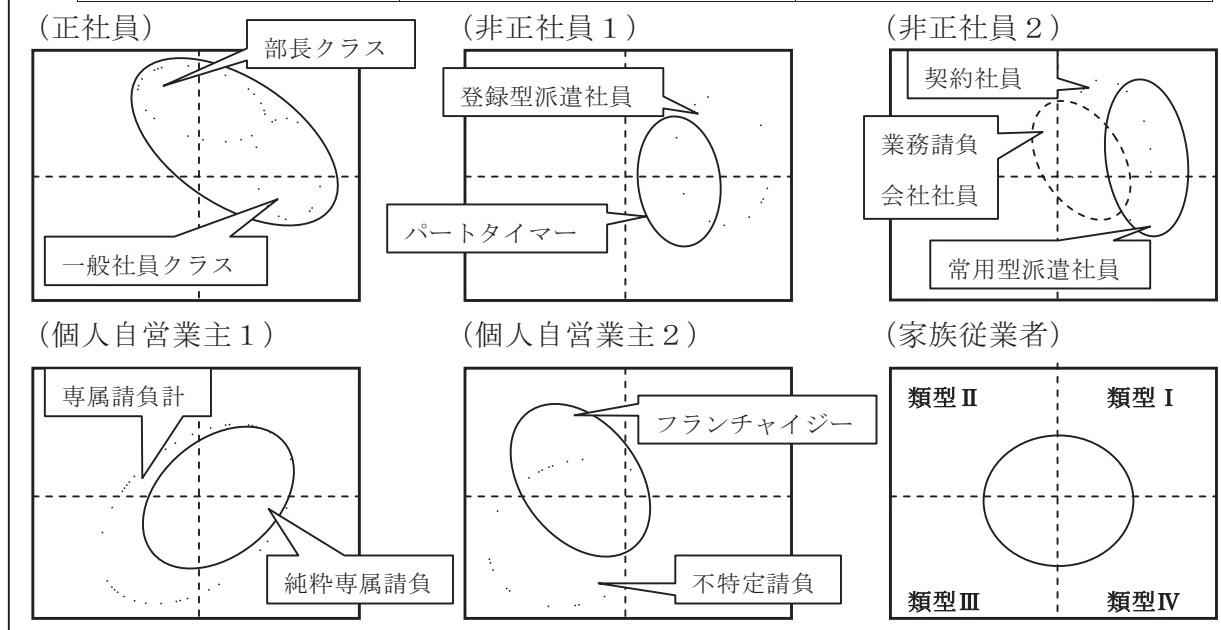 （正社員）
部長クラス
一般社員クラス
（非正社員１）
登録型派遣社員
パートタイマー
（非正社員２）
契約社員
業務請負
会社社員
常用型派遣社員
（個人自営業主１）
専属請負計
純粋専属請負
（個人自営業主２）
フランチャイジー
不特定請負
（家族従業者）
類型Ⅱ
類型Ⅰ
類型Ⅲ
類型Ⅳ